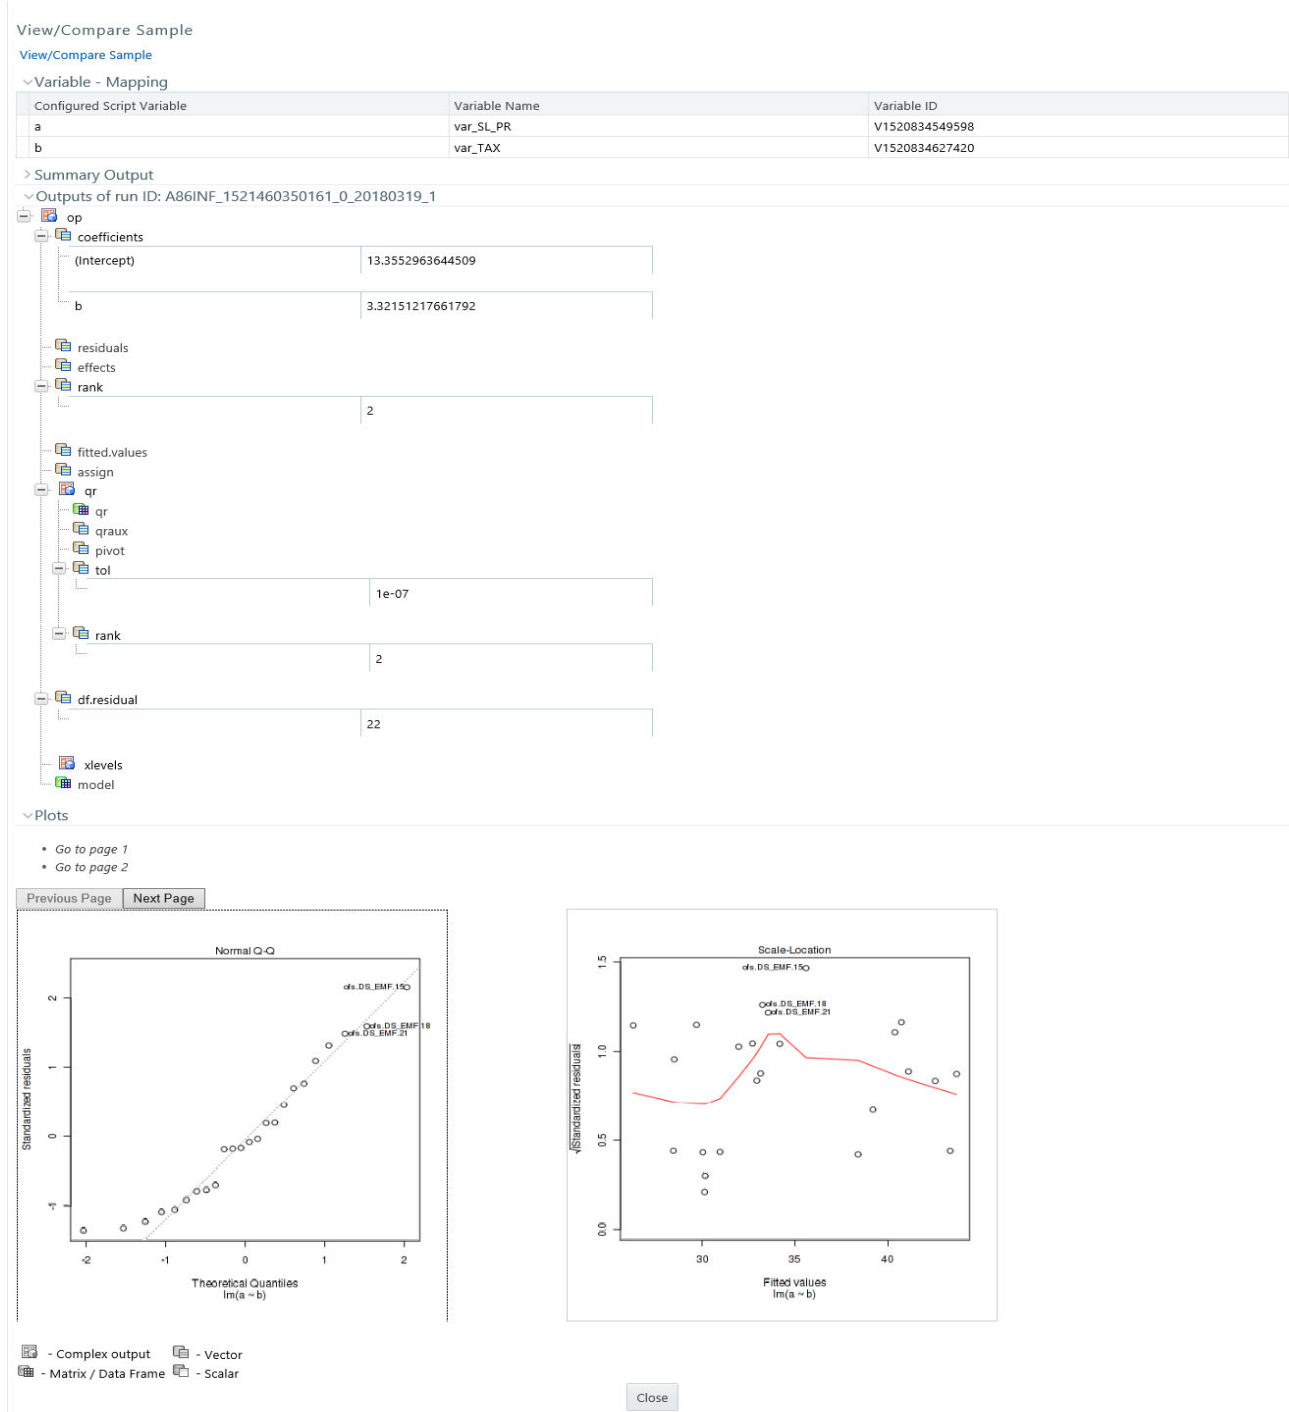 View/Compare Sample
View/Compare Sample
Variable - Mapping
Configured Script Variable Variable Name Variable ID
a var_SL_PR V1520834549598
b var_TAX V1520834627420
Summary Output
Outputs of run ID: A86INF_1521460350161_0_20180319_1
op
coefficients
(Intercept) 13.3552963644509
b 3.32151217661792
residuals
effects
rank
2
fitted.values
assign
qr
qr
qraux
pivot
tol
1e-07
rank
2
df.residual
22
xlevels
model
Plots
• Go to page 1
• Go to page 2
Previous Page Next Page
Normal Q-Q
ofs.DS_EMF.15
ofs.DS_EMF.18
ofs.DS_EMF.21
Standardized residuals
2
1
0
-1
-2 -1 0 1 2
Theoretical Quantiles
lm(a ~ b)
Scale-Location
ofs.DS_EMF.15
ofs.DS_EMF.18
ofs.DS_EMF.21
√|Standardized residuals|
1.5
1.0
0.5
0.0
30 35 40
Fitted values
lm(a ~ b)
- Complex output - Vector
- Matrix / Data Frame - Scalar
Close